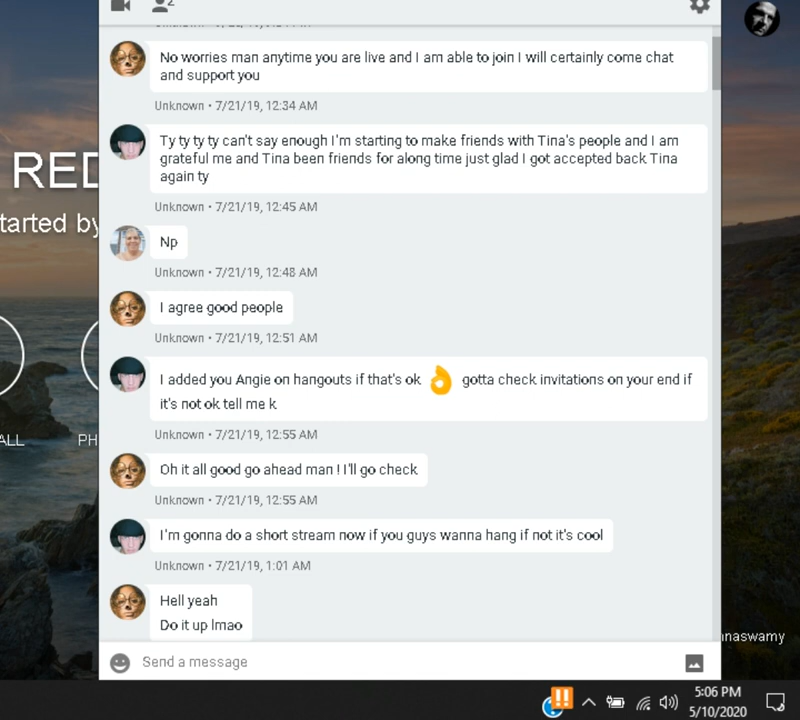 2
No worries man anytime you are live and I am able to join I will certainly come chat
and support you
Unknown • 7/21/19, 12:34 AM
Ty ty ty ty can't say enough I'm starting to make friends with Tina's people and I am
grateful me and Tina been friends for along time just glad I got accepted back Tina
again ty
RED
tarted by
Unknown • 7/21/19, 12:45 AM
Np
Unknown • 7/21/19, 12:48 AM
I agree good people
Unknown • 7/21/19, 12:51 AM
I added you Angie on hangouts if that's ok 👌 gotta check invitations on your end if
it's not ok tell me k
Unknown • 7/21/19, 12:55 AM
ALL
PH
Oh it all good go ahead man ! I'll go check
Unknown • 7/21/19, 12:55 AM
I'm gonna do a short stream now if you guys wanna hang if not it's cool
Unknown • 7/21/19, 1:01 AM
Hell yeah
Do it up lmao
nnaswamy
Send a message
5:06 PM
5/10/2020